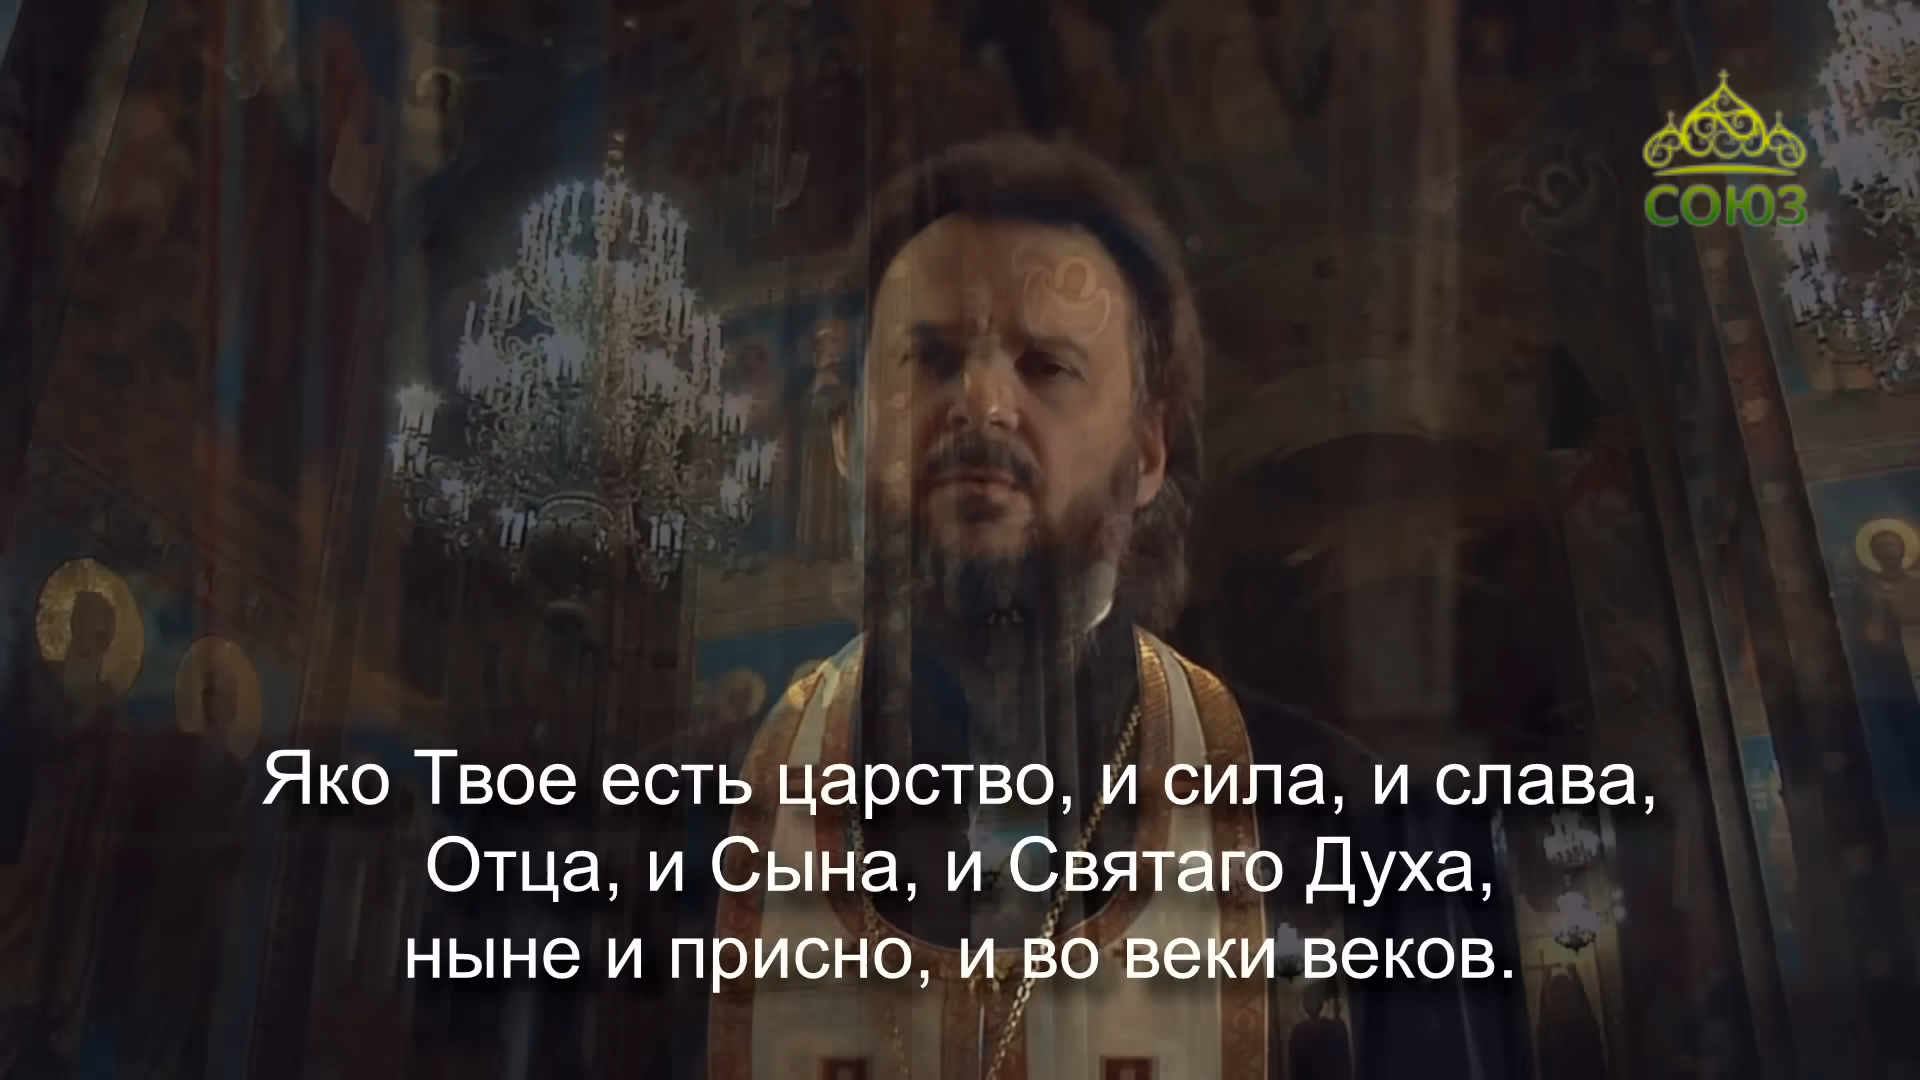 СОЮЗ
Яко Твое есть царство, и сила, и слава,
Отца, и Сына, и Святаго Духа,
ныне и присно, и во веки веков.